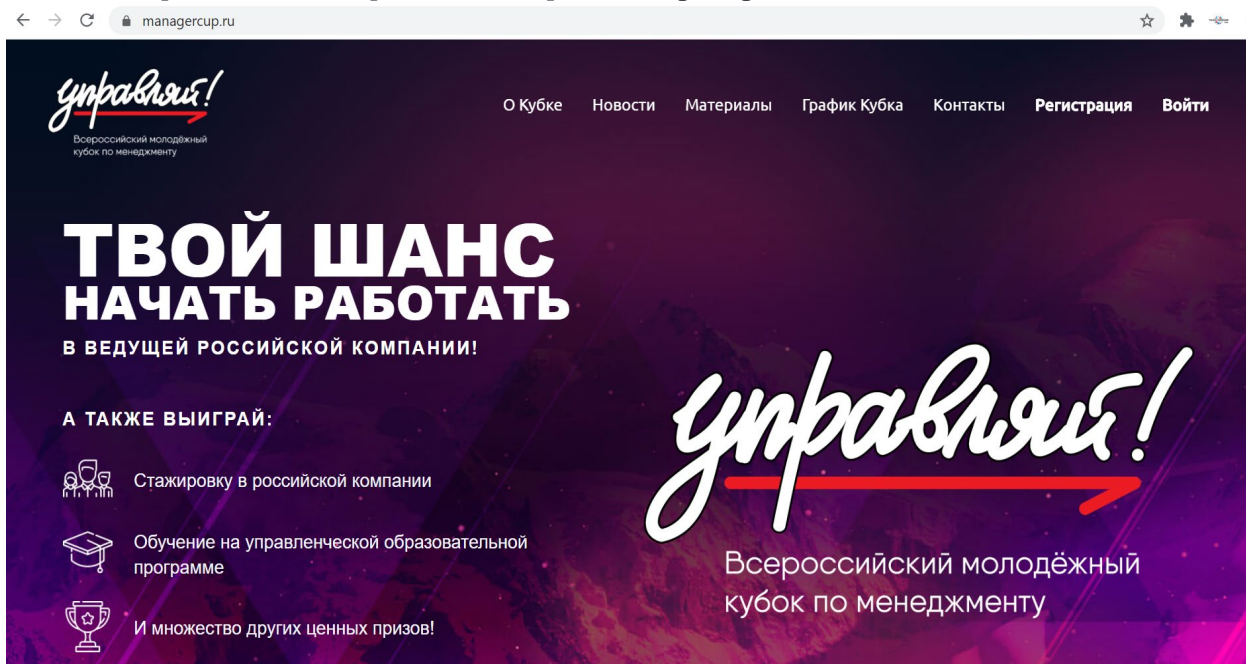 managercup.ru
управляй!
Всероссийский молодёжный
кубок по менеджменту
О Кубке Новости Материалы График Кубка Контакты Регистрация Войти
ТВОЙ ШАНС
НАЧАТЬ РАБОТАТЬ
В ВЕДУЩЕЙ РОССИЙСКОЙ КОМПАНИИ!
А ТАКЖЕ ВЫИГРАЙ:
Стажировку в российской компании
Обучение на управленческой образовательной
программе
И множество других ценных призов!
управляй!
Всероссийский молодёжный
кубок по менеджменту